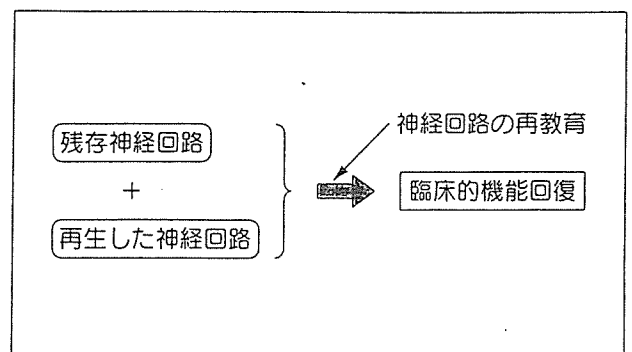 神経回路の再教育
残存神経回路
+
再生した神経回路
臨床的機能回復